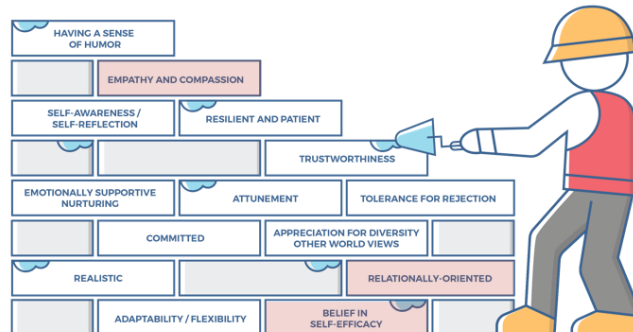 HAVING A SENSE
OF HUMOR
EMPATHY AND COMPASSION
SELF-AWARENESS /
SELF-REFLECTION
RESILIENT AND PATIENT
TRUSTWORTHINESS
EMOTIONALLY SUPPORTIVE
NURTURING
ATTUNEMENT
TOLERANCE FOR REJECTION
COMMITTED
APPRECIATION FOR DIVERSITY
OTHER WORLD VIEWS
REALISTIC
RELATIONALLY-ORIENTED
ADAPTABILITY / FLEXIBILITY
BELIEF IN
SELF-EFFICACY